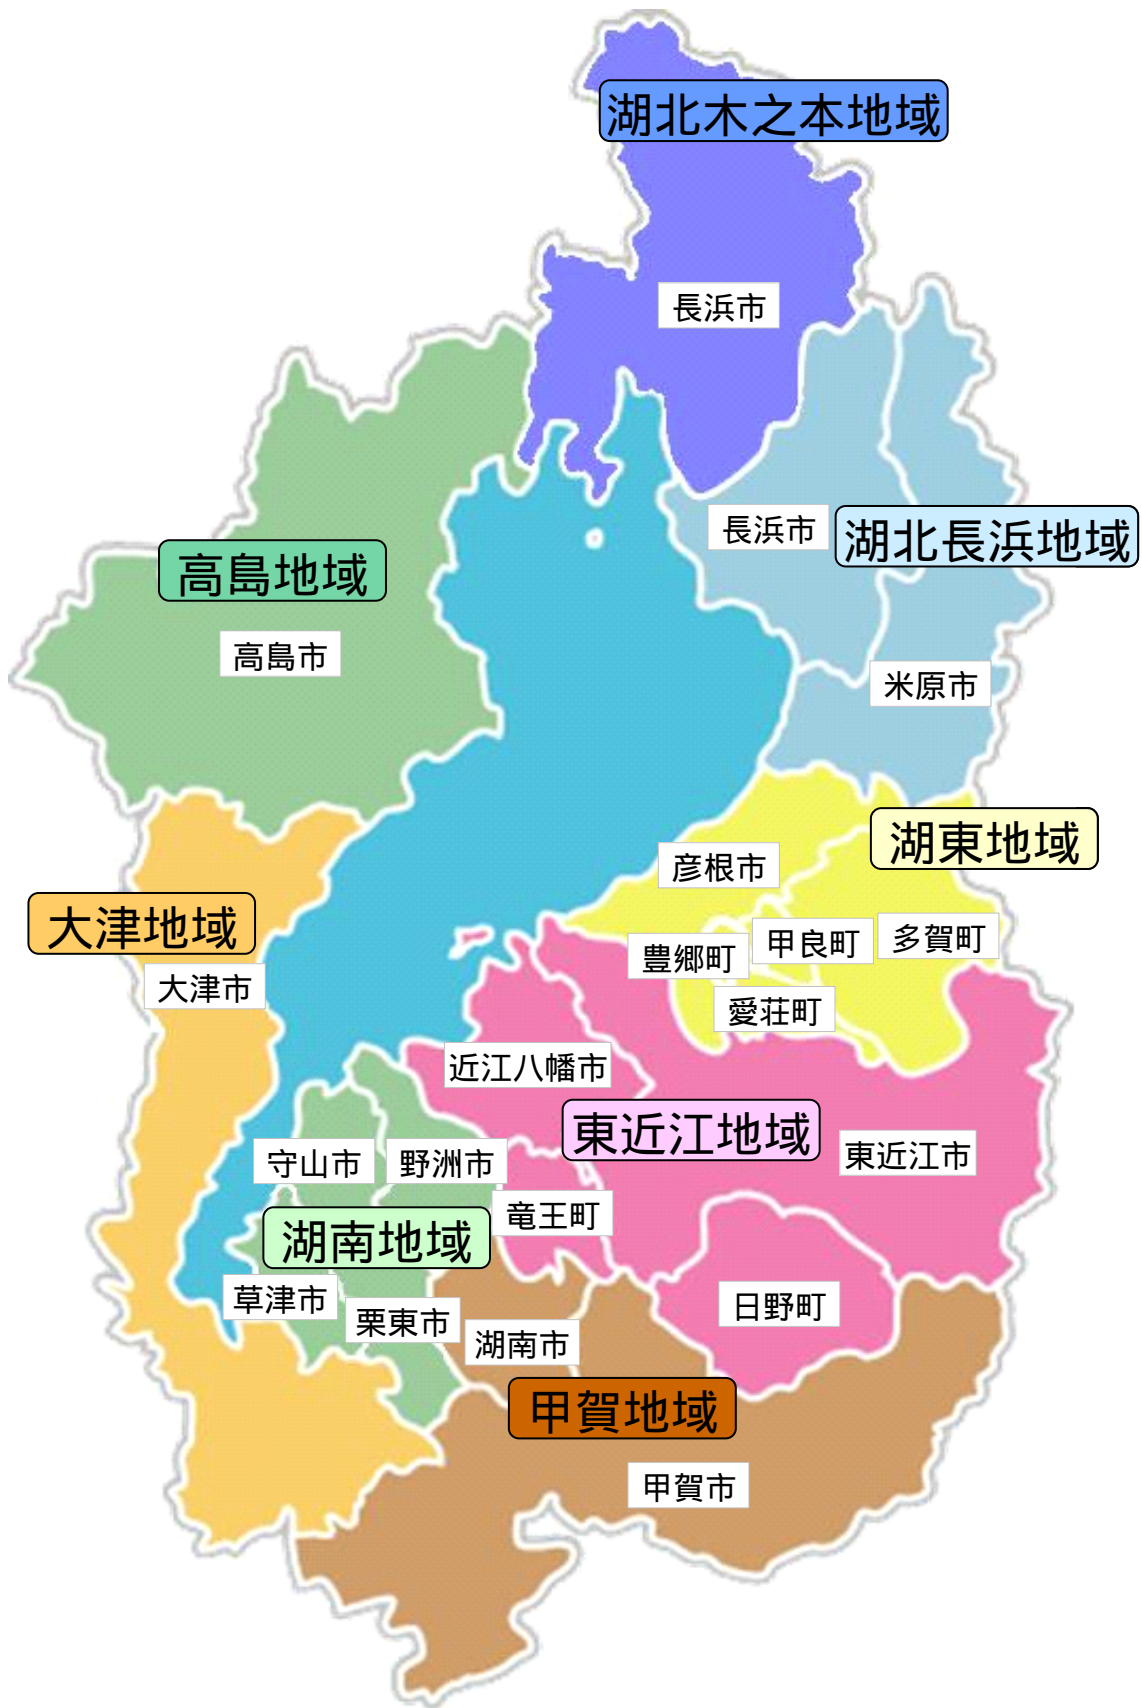 湖北木之本地域
長浜市
長浜市
湖北長浜地域
高島地域
高島市
米原市
湖東地域
彦根市
大津地域
豊郷町
甲良町
多賀町
大津市
愛荘町
近江八幡市
東近江地域
東近江市
守山市
野洲市
竜王町
湖南地域
草津市
栗東市
湖南市
日野町
甲賀地域
甲賀市